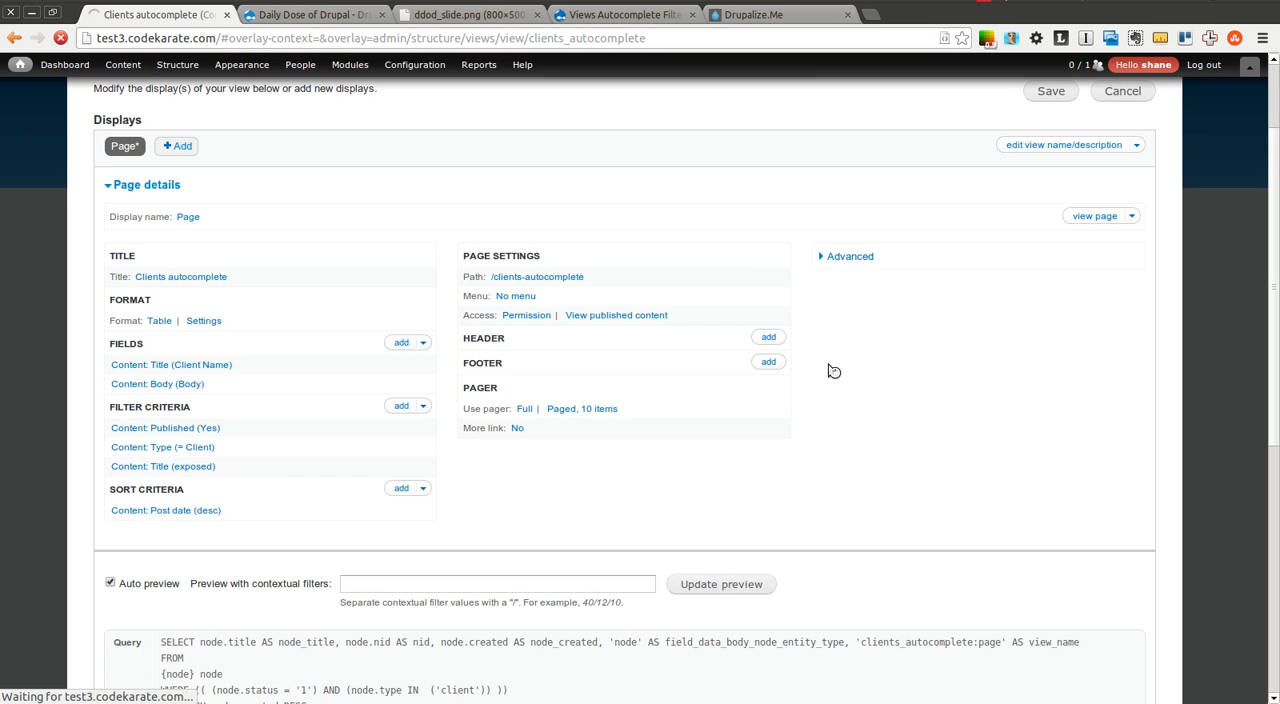 Clients autocomplete (Co
Daily Dose of Drupal - Dr
ddod_slide.png (800×500
Views Autocomplete Filte
Drupalize.Me
test3.codekarate.com/#overlay-context=&overlay=admin/structure/views/view/clients_autocomplete
Dashboard Content Structure Appearance People Modules Configuration Reports Help 0 / 1 Hello shane Log out
Modify the display(s) of your view below or add new displays.
Save Cancel
Displays
Page* Add edit view name/description
Page details
Display name: Page view page
TITLE
Title: Clients autocomplete
FORMAT
Format: Table | Settings
FIELDS add
Content: Title (Client Name)
Content: Body (Body)
FILTER CRITERIA add
Content: Published (Yes)
Content: Type (= Client)
Content: Title (exposed)
SORT CRITERIA add
Content: Post date (desc)
PAGE SETTINGS
Path: /clients-autocomplete
Menu: No menu
Access: Permission | View published content
HEADER add
FOOTER add
PAGER
Use pager: Full | Paged, 10 items
More link: No
Advanced
Auto preview Preview with contextual filters: Update preview
Separate contextual filter values with a "/". For example, 40/12/10.
Query SELECT node.title AS node_title, node.nid AS nid, node.created AS node_created, 'node' AS field_data_body_node_entity_type, 'clients_autocomplete:page' AS view_name
FROM
{node} node
WHERE (( (node.status = '1') AND (node.type IN ('client')) ))
Waiting for test3.codekarate.com...